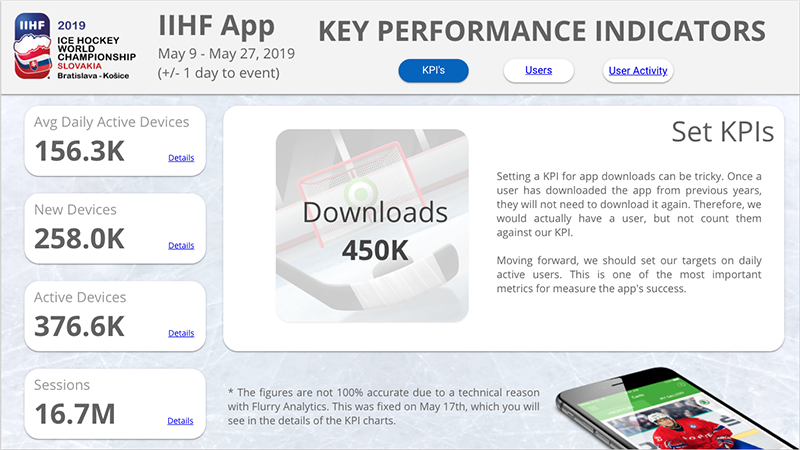 IIHF
2019
ICE HOCKEY
WORLD
CHAMPIONSHIP
SLOVAKIA
Bratislava - Košice
IIHF App
May 9 - May 27, 2019
(+/- 1 day to event)
KEY PERFORMANCE INDICATORS
KPI's
Users
User Activity
Avg Daily Active Devices
156.3K
Details
New Devices
258.0K
Details
Active Devices
376.6K
Details
Sessions
16.7M
Details
Downloads
450K
Set KPIs
Setting a KPI for app downloads can be tricky. Once a
user has downloaded the app from previous years,
they will not need to download it again. Therefore, we
would actually have a user, but not count them
against our KPI.
Moving forward, we should set our targets on daily
active users. This is one of the most important
metrics for measure the app's success.
* The figures are not 100% accurate due to a technical reason
with Flurry Analytics. This was fixed on May 17th, which you will
see in the details of the KPI charts.